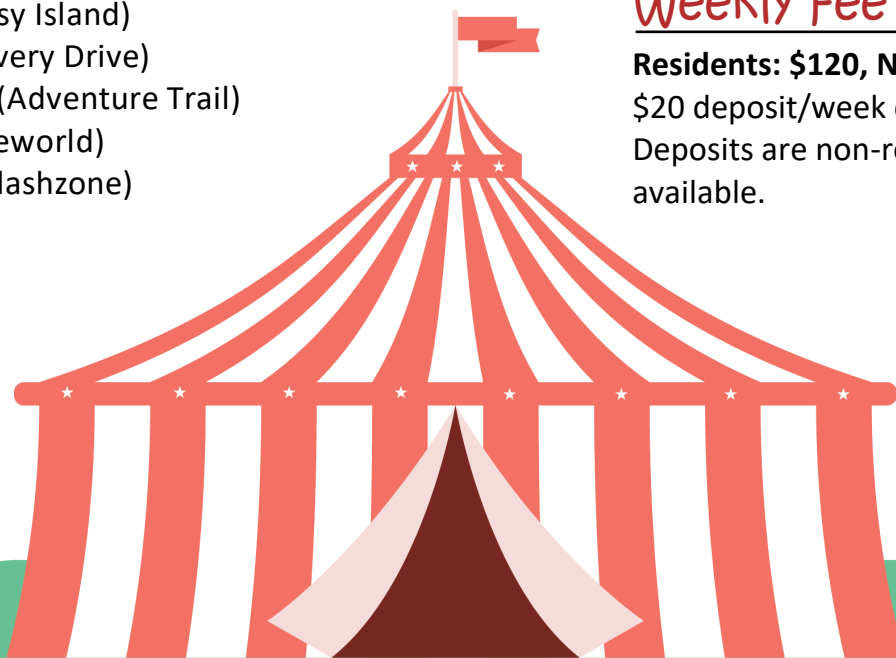 sy Island)
very Drive)
(Adventure Trail)
eworld)
lashzone)
Weekly Fee
Residents: $120, N
$20 deposit/week
Deposits are non-re
available.